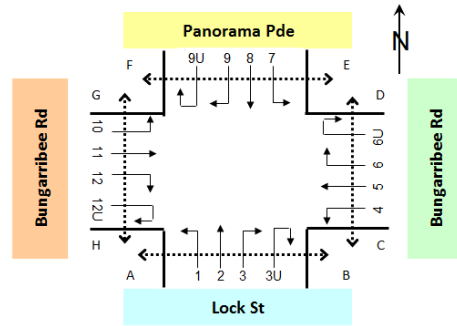 Panorama Pde
N
F
9U 9 8 7
E
G
D
Bungarribee Rd
10
11
12
12U
6U
6
5
4
Bungarribee Rd
H
C
A
1 2 3 3U
B
Lock St